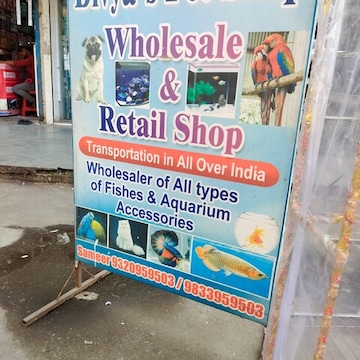 Wholesale
&
Retail Shop
Transportation in All Over India
Wholesaler of All types
of Fishes & Aquarium
Accessories
Sameer 9320959503 / 9833959503